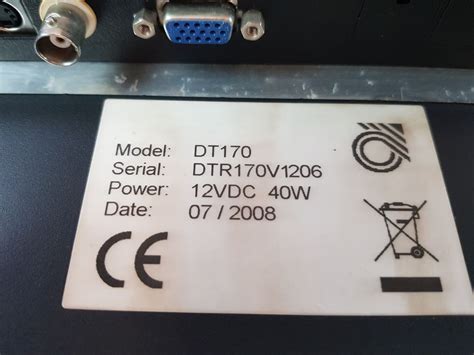 Model: DT170
Serial: DTR170V1206
Power: 12VDC 40W
Date: 07 / 2008
CE